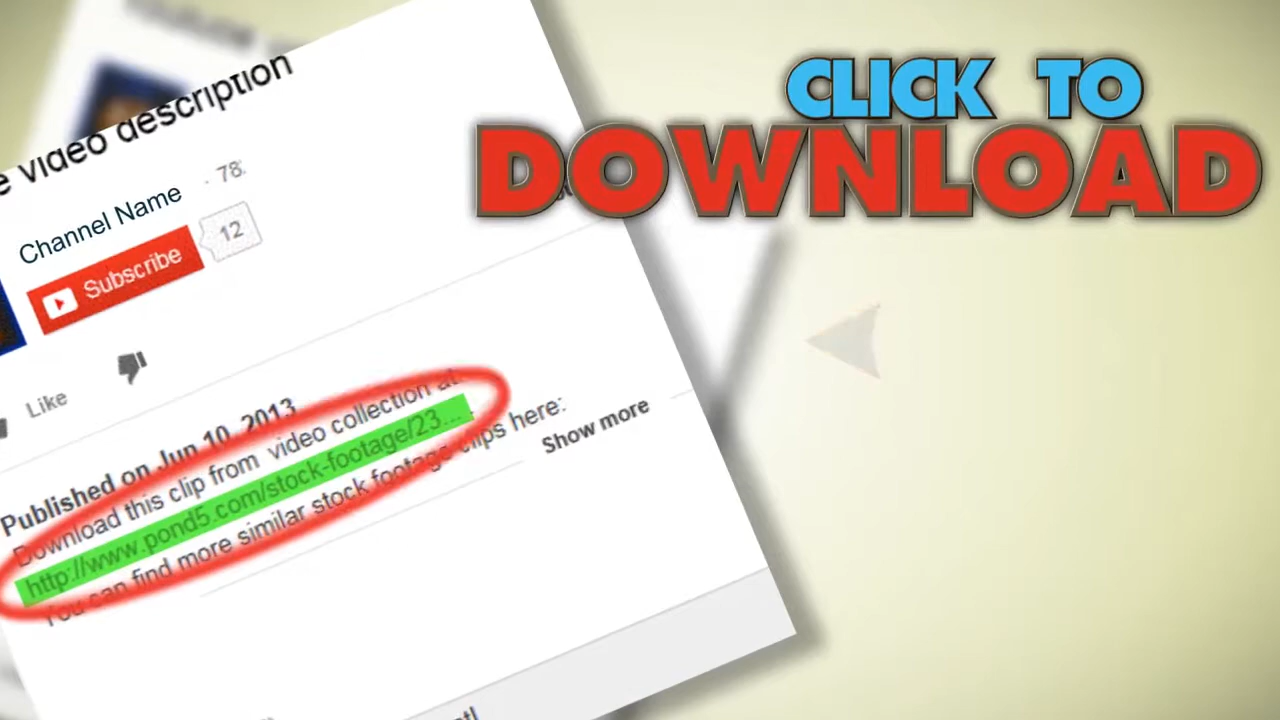 CLICK TO
DOWNLOAD
video description
Channel Name
Subscribe
12
Like
Published on Jun 10, 2013
Download this clip from video collection at
http://www.pond5.com/stock-footage/23...
You can find more similar stock footage clips here:
Show more